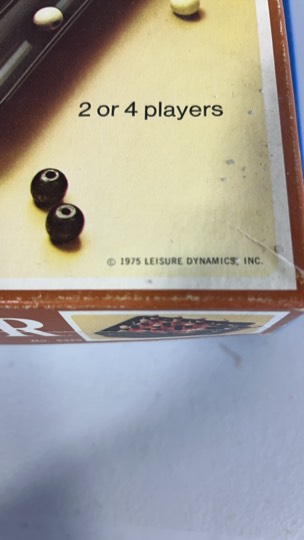 2 or 4 players
© 1975 LEISURE DYNAMICS, INC.
R